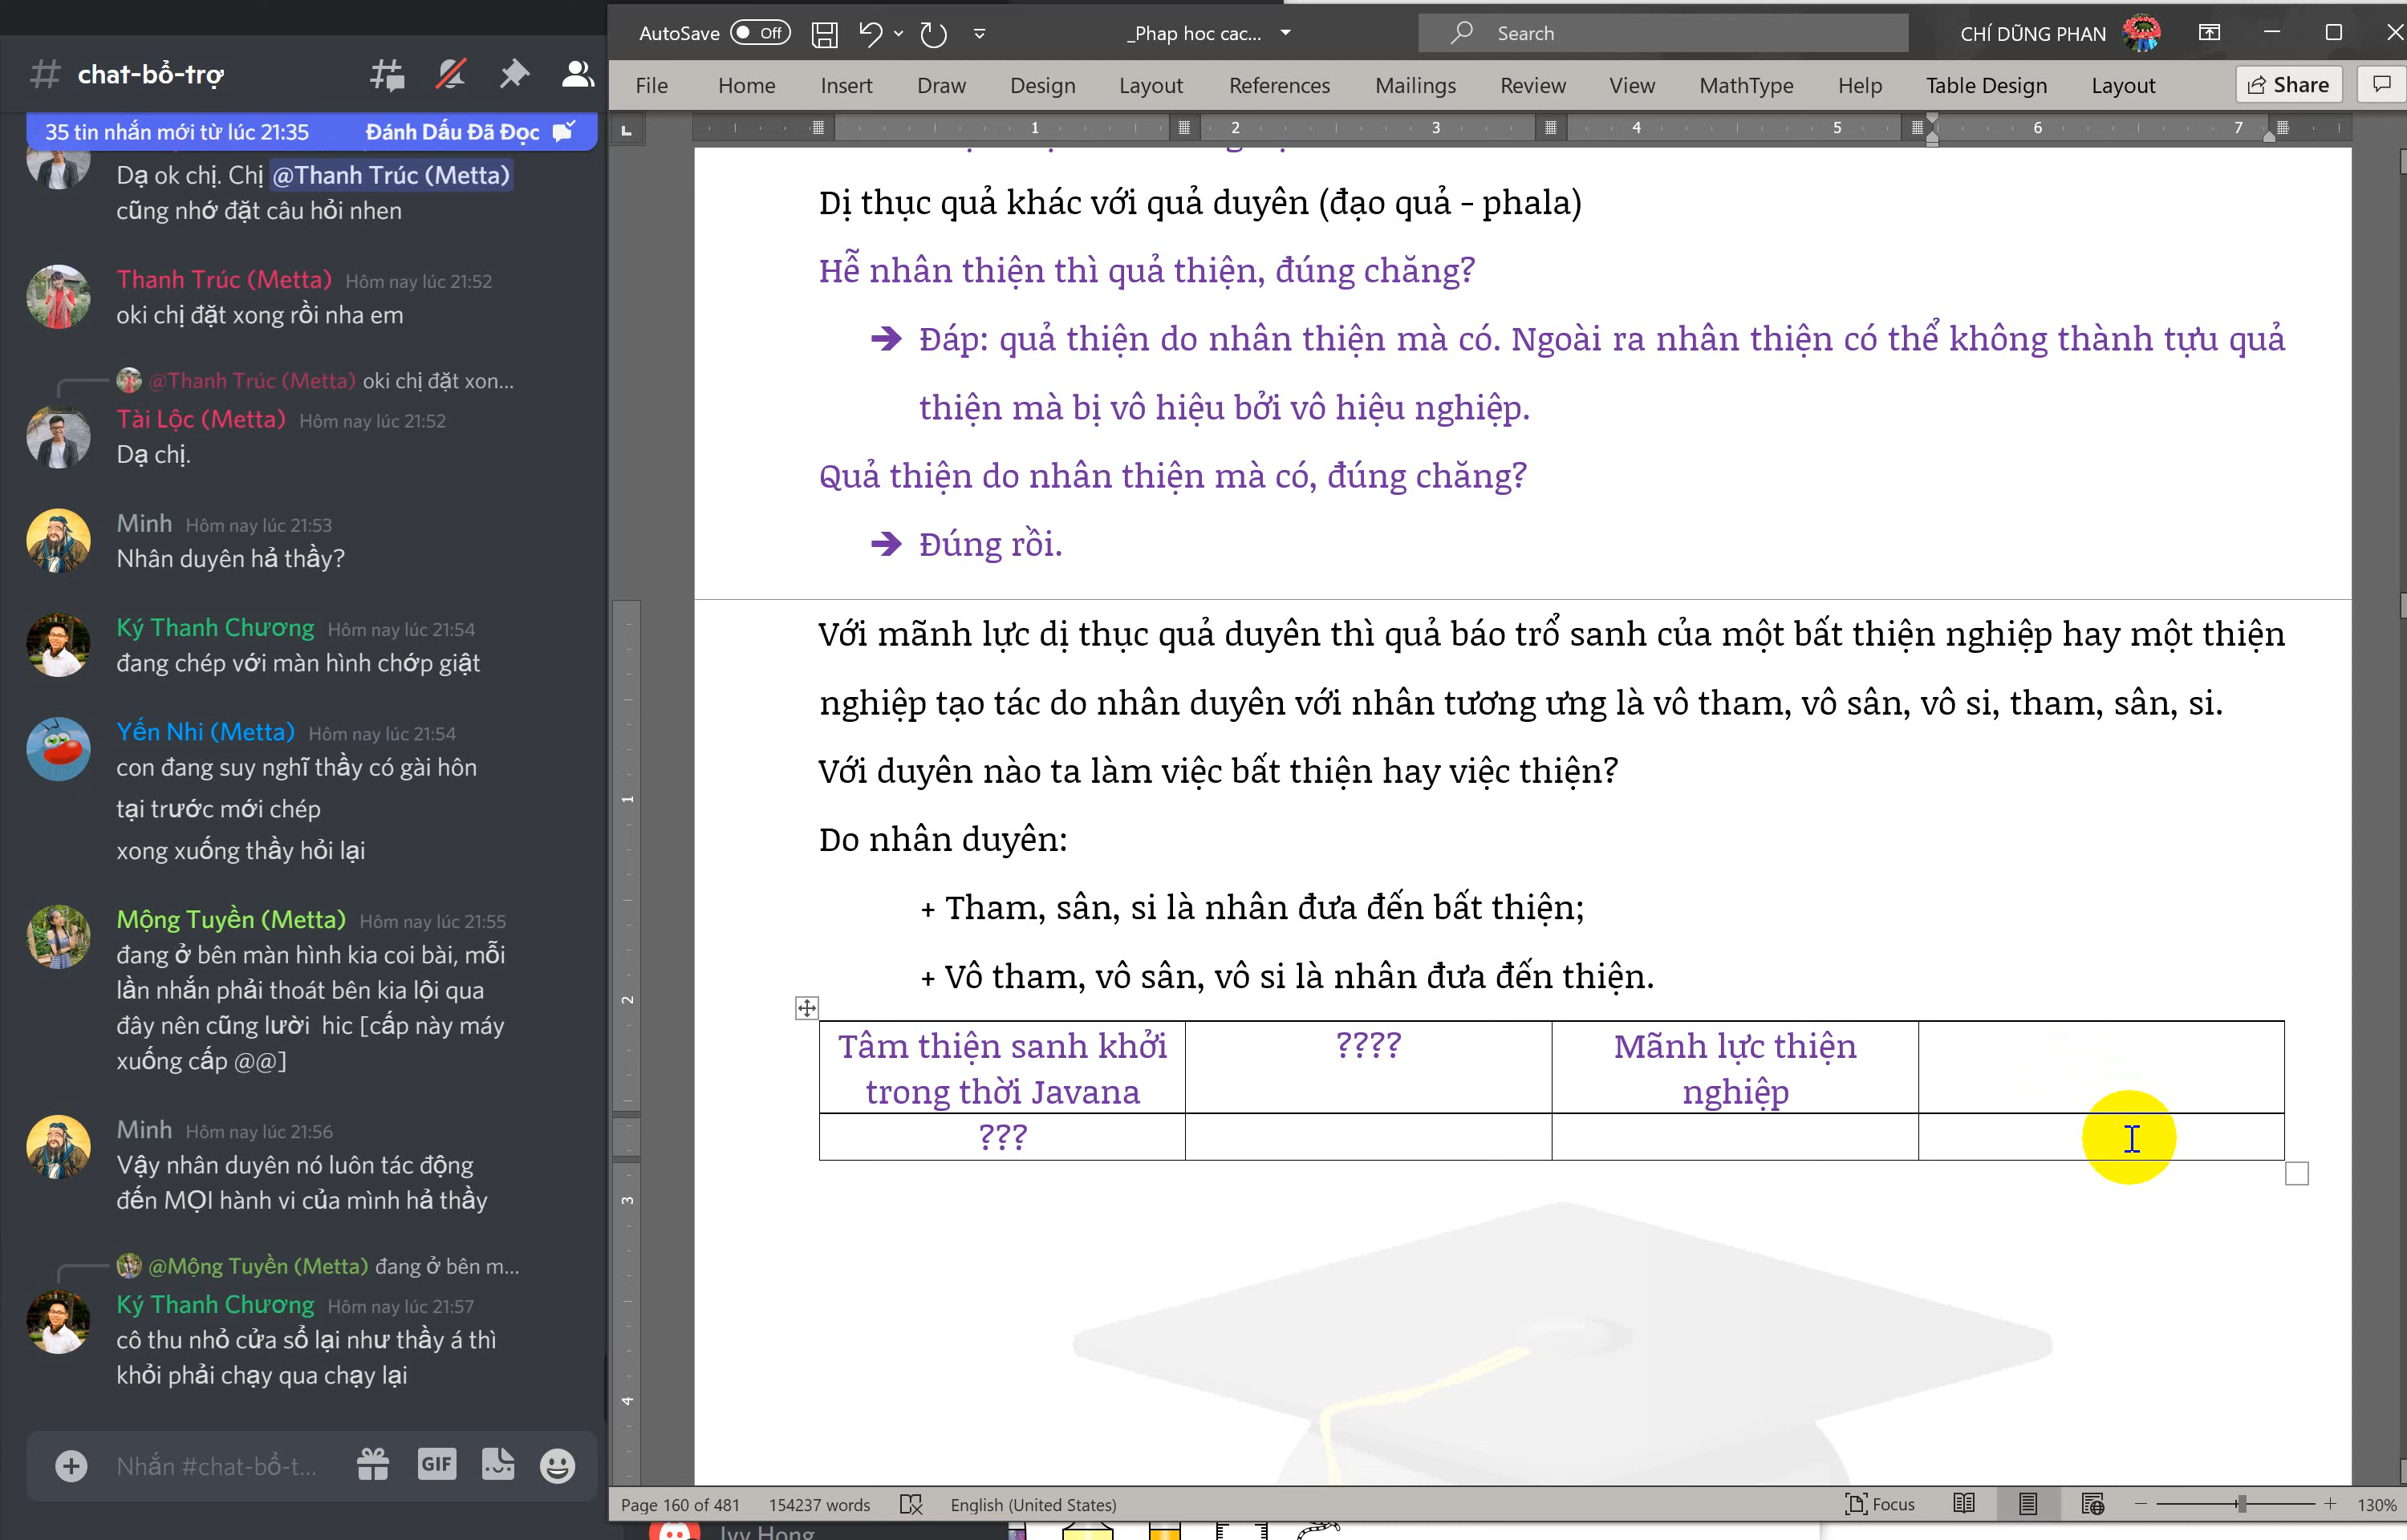 # chat-bổ-trợ
35 tin nhắn mới từ lúc 21:35 Đánh Dấu Đã Đọc
Dạ ok chị. Chị @Thanh Trúc (Metta)
cũng nhớ đặt câu hỏi nhen
Thanh Trúc (Metta) Hôm nay lúc 21:52
oki chị đặt xong rồi nha em
@Thanh Trúc (Metta) oki chị đặt xon...
Tài Lộc (Metta) Hôm nay lúc 21:52
Dạ chị.
Minh Hôm nay lúc 21:53
Nhân duyên hả thầy?
Ký Thanh Chương Hôm nay lúc 21:54
đang chép với màn hình chớp giật
Yến Nhi (Metta) Hôm nay lúc 21:54
con đang suy nghĩ thầy có gài hôn
tại trước mới chép
xong xuống thầy hỏi lại
Mộng Tuyền (Metta) Hôm nay lúc 21:55
đang ở bên màn hình kia coi bài, mỗi
lần nhắn phải thoát bên kia lội qua
đây nên cũng lười hic [cấp này máy
xuống cấp @@]
Minh Hôm nay lúc 21:56
Vậy nhân duyên nó luôn tác động
đến MỌI hành vi của mình hả thầy
@Mộng Tuyền (Metta) đang ở bên m...
Ký Thanh Chương Hôm nay lúc 21:57
cô thu nhỏ cửa sổ lại như thầy á thì
khỏi phải chạy qua chạy lại
Nhắn #chat-bổ-t... GIF
AutoSave Off _Phap hoc cac... Search CHÍ DŨNG PHAN
File Home Insert Draw Design Layout References Mailings Review View MathType Help Table Design Layout Share
L 1 2 3 4 5 6 7
Dị thục quả khác với quả duyên (đạo quả - phala)
Hễ nhân thiện thì quả thiện, đúng chăng?
➔ Đáp: quả thiện do nhân thiện mà có. Ngoài ra nhân thiện có thể không thành tựu quả
thiện mà bị vô hiệu bởi vô hiệu nghiệp.
Quả thiện do nhân thiện mà có, đúng chăng?
➔ Đúng rồi.
Với mãnh lực dị thục quả duyên thì quả báo trổ sanh của một bất thiện nghiệp hay một thiện
nghiệp tạo tác do nhân duyên với nhân tương ưng là vô tham, vô sân, vô si, tham, sân, si.
Với duyên nào ta làm việc bất thiện hay việc thiện?
Do nhân duyên:
+ Tham, sân, si là nhân đưa đến bất thiện;
+ Vô tham, vô sân, vô si là nhân đưa đến thiện.
Tâm thiện sanh khởi ???? Mãnh lực thiện
trong thời Javana nghiệp
???
1
2
3
4
Page 160 of 481 154237 words English (United States) Focus 130%
Ivy Hong